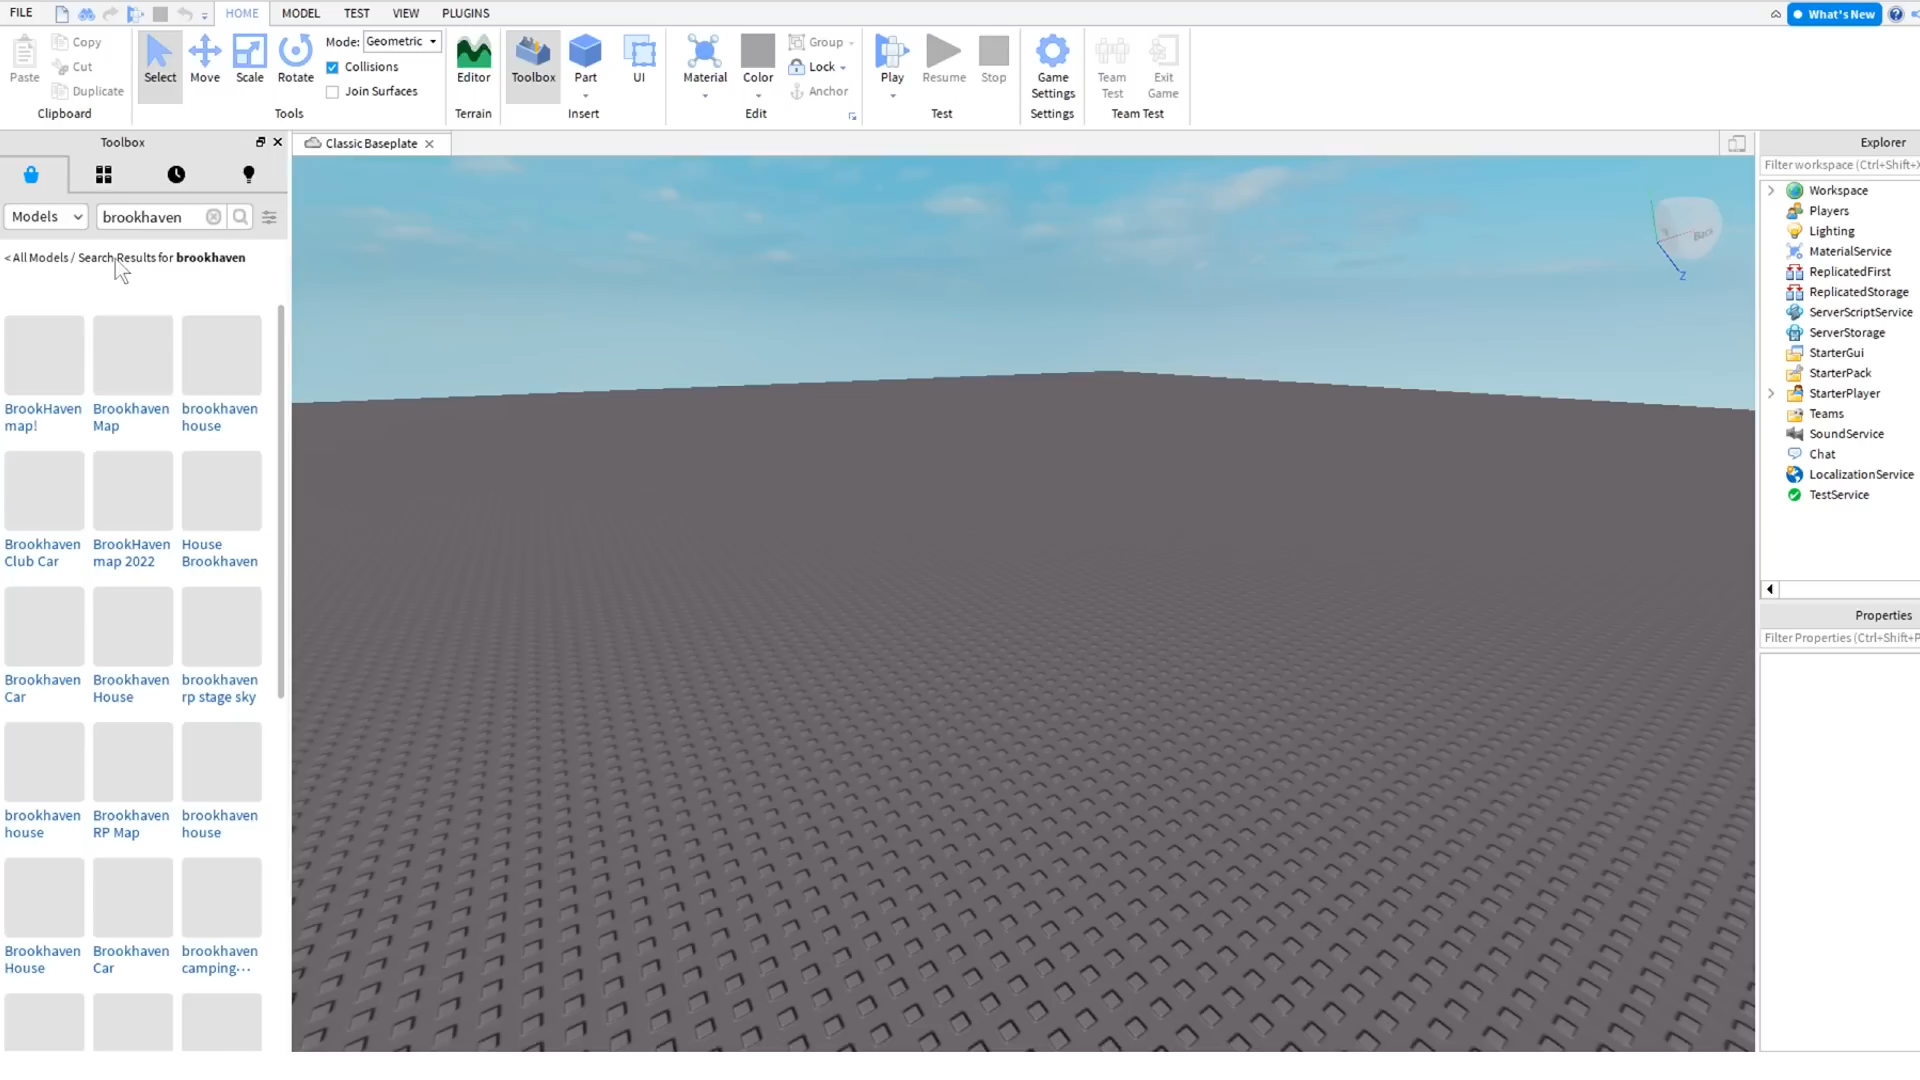 FILE
HOME
MODEL
TEST
VIEW
PLUGINS
What's New
Paste
Copy
Cut
Duplicate
Clipboard
Select
Move
Scale
Rotate
Mode: Geometric
Collisions
Join Surfaces
Tools
Editor
Terrain
Toolbox
Part
UI
Insert
Material
Color
Group
Lock
Anchor
Edit
Play
Resume
Stop
Test
Game
Settings
Settings
Team
Test
Exit
Game
Team Test
Toolbox
Models
brookhaven
< All Models / Search Results for brookhaven
BrookHaven
map!
Brookhaven
Map
brookhaven
house
Brookhaven
Club Car
BrookHaven
map 2022
House
Brookhaven
Brookhaven
Car
Brookhaven
House
brookhaven
rp stage sky
brookhaven
house
Brookhaven
RP Map
brookhaven
house
Brookhaven
House
Brookhaven
Car
brookhaven
camping...
Classic Baseplate
Back
Z
Explorer
Filter workspace (Ctrl+Shift+X
Workspace
Players
Lighting
MaterialService
ReplicatedFirst
ReplicatedStorage
ServerScriptService
ServerStorage
StarterGui
StarterPack
StarterPlayer
Teams
SoundService
Chat
LocalizationService
TestService
Properties
Filter Properties (Ctrl+Shift+P